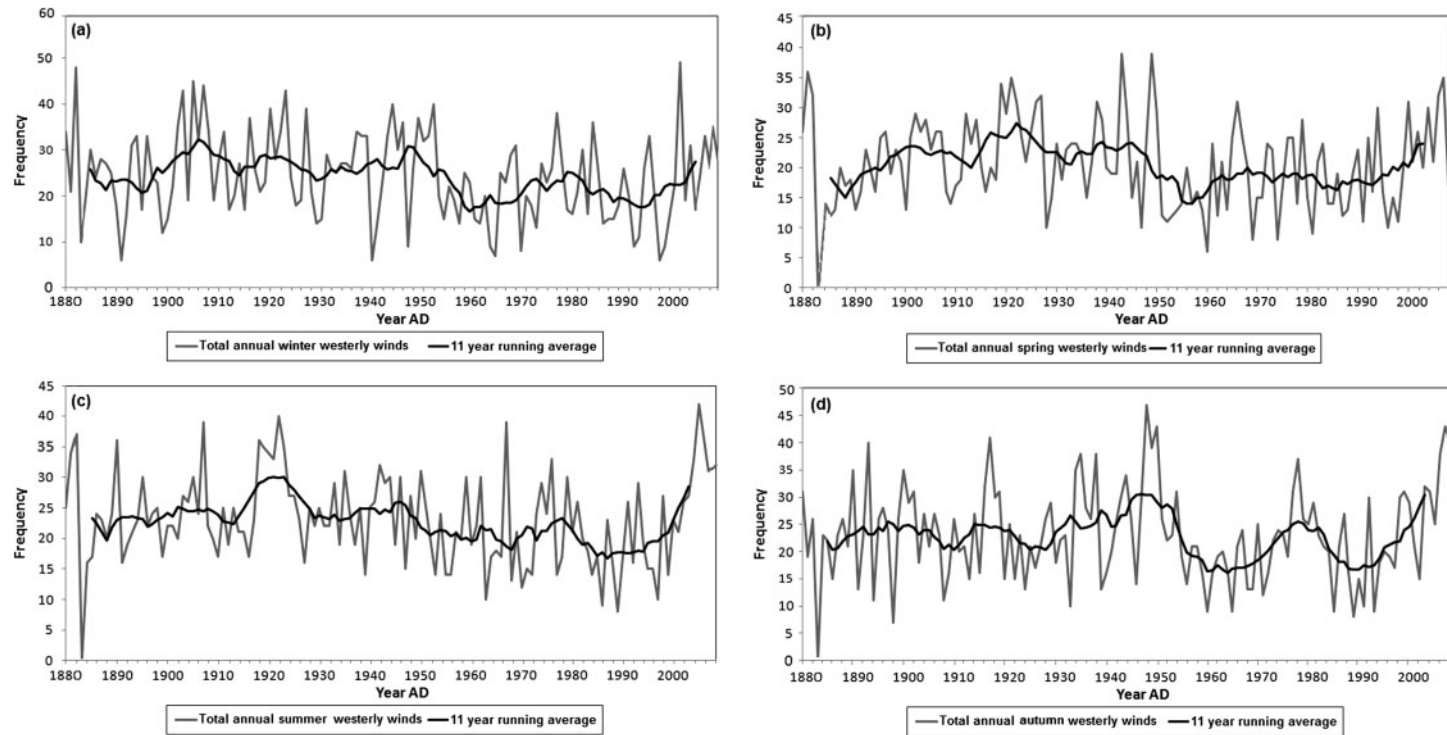 (a)
60
50
40
30
20
10
0
Frequency
1880 1890 1900 1910 1920 1930 1940 1950 1960 1970 1980 1990 2000
Year AD
Total annual winter westerly winds 11 year running average
(b)
45
40
35
30
25
20
15
10
5
0
Frequency
1880 1890 1900 1910 1920 1930 1940 1950 1960 1970 1980 1990 2000
Year AD
Total annual spring westerly winds 11 year running average
(c)
45
40
35
30
25
20
15
10
5
0
Frequency
1880 1890 1900 1910 1920 1930 1940 1950 1960 1970 1980 1990 2000
Year AD
Total annual summer westerly winds 11 year running average
(d)
50
45
40
35
30
25
20
15
10
5
0
Frequency
1880 1890 1900 1910 1920 1930 1940 1950 1960 1970 1980 1990 2000
Year AD
Total annual autumn westerly winds 11 year running average